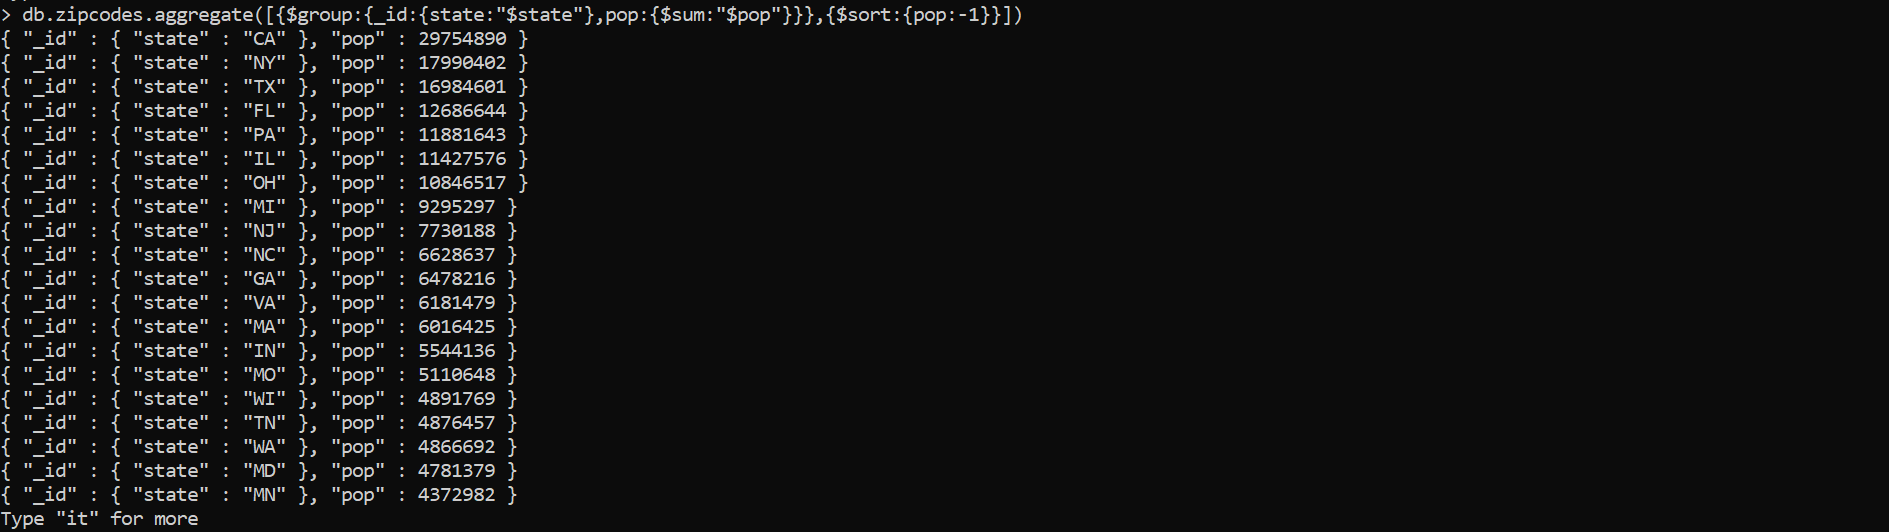 > db.zipcodes.aggregate([{$group:{_id:{state:"$state"},pop:{$sum:"$pop"}}},{$sort:{pop:-1}}])
{ "_id" : { "state" : "CA" }, "pop" : 29754890 }
{ "_id" : { "state" : "NY" }, "pop" : 17990402 }
{ "_id" : { "state" : "TX" }, "pop" : 16984601 }
{ "_id" : { "state" : "FL" }, "pop" : 12686644 }
{ "_id" : { "state" : "PA" }, "pop" : 11881643 }
{ "_id" : { "state" : "IL" }, "pop" : 11427576 }
{ "_id" : { "state" : "OH" }, "pop" : 10846517 }
{ "_id" : { "state" : "MI" }, "pop" : 9295297 }
{ "_id" : { "state" : "NJ" }, "pop" : 7730188 }
{ "_id" : { "state" : "NC" }, "pop" : 6628637 }
{ "_id" : { "state" : "GA" }, "pop" : 6478216 }
{ "_id" : { "state" : "VA" }, "pop" : 6181479 }
{ "_id" : { "state" : "MA" }, "pop" : 6016425 }
{ "_id" : { "state" : "IN" }, "pop" : 5544136 }
{ "_id" : { "state" : "MO" }, "pop" : 5110648 }
{ "_id" : { "state" : "WI" }, "pop" : 4891769 }
{ "_id" : { "state" : "TN" }, "pop" : 4876457 }
{ "_id" : { "state" : "WA" }, "pop" : 4866692 }
{ "_id" : { "state" : "MD" }, "pop" : 4781379 }
{ "_id" : { "state" : "MN" }, "pop" : 4372982 }
Type "it" for more